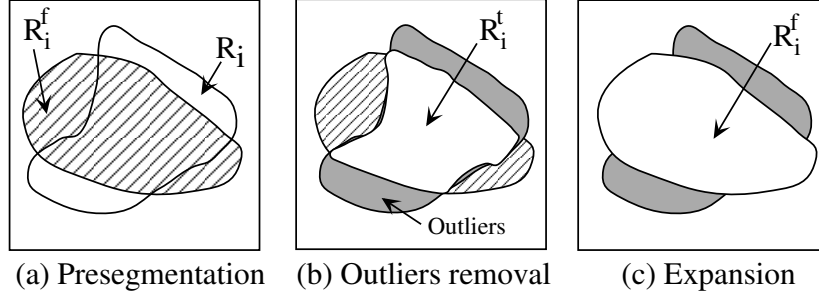 R_i^f
R_i
R_i^t
Outliers
R_i^f
(a) Presegmentation
(b) Outliers removal
(c) Expansion